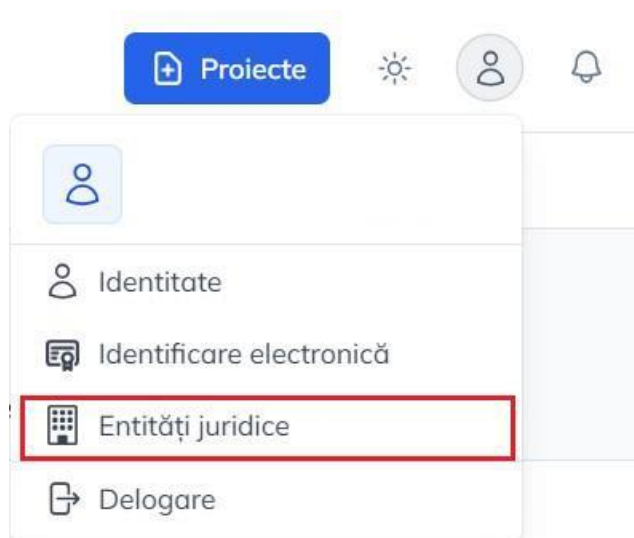 Proiecte
Identitate
Identificare electronică
Entități juridice
Delogare